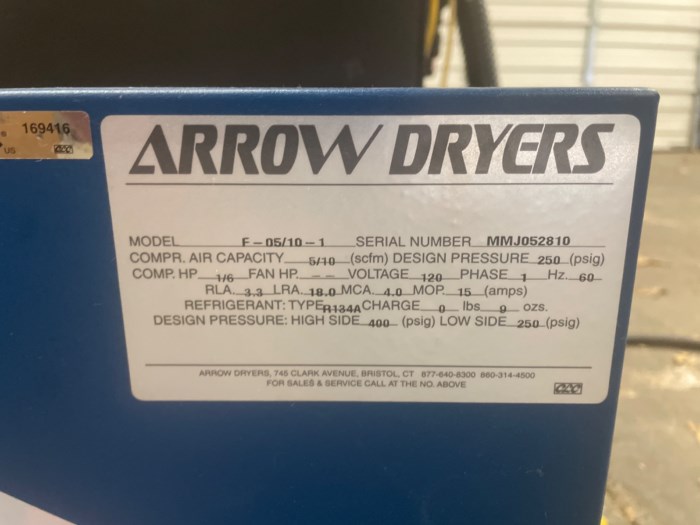 169416
US
ARROW DRYERS
MODEL F-05/10-1 SERIAL NUMBER MMJ052810
COMPR. AIR CAPACITY 5/10 (scfm) DESIGN PRESSURE 250 (psig)
COMP. HP 1/6 FAN HP -- VOLTAGE 120 PHASE 1 Hz. 60
RLA 3.3 LRA 18.0 MCA 4.0 MOP 15 (amps)
REFRIGERANT: TYPE R134A CHARGE 0 lbs 9 ozs.
DESIGN PRESSURE: HIGH SIDE 400 (psig) LOW SIDE 250 (psig)
ARROW DRYERS, 745 CLARK AVENUE, BRISTOL, CT 877-640-8300 860-314-4500
FOR SALES & SERVICE CALL AT THE NO. ABOVE